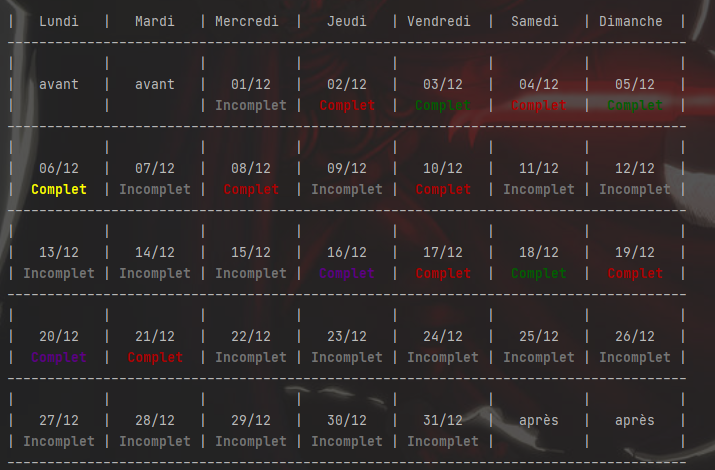 | Lundi | Mardi | Mercredi | Jeudi | Vendredi | Samedi | Dimanche |
| avant | avant | 01/12 | 02/12 | 03/12 | 04/12 | 05/12 |
| | | Incomplet | Complet | Complet | Complet | Complet |
| 06/12 | 07/12 | 08/12 | 09/12 | 10/12 | 11/12 | 12/12 |
| Complet | Incomplet | Complet | Incomplet | Complet | Incomplet | Incomplet |
| 13/12 | 14/12 | 15/12 | 16/12 | 17/12 | 18/12 | 19/12 |
| Incomplet | Incomplet | Incomplet | Complet | Complet | Complet | Complet |
| 20/12 | 21/12 | 22/12 | 23/12 | 24/12 | 25/12 | 26/12 |
| Complet | Complet | Incomplet | Incomplet | Incomplet | Incomplet | Incomplet |
| 27/12 | 28/12 | 29/12 | 30/12 | 31/12 | après | après |
| Incomplet | Incomplet | Incomplet | Incomplet | Incomplet | | |